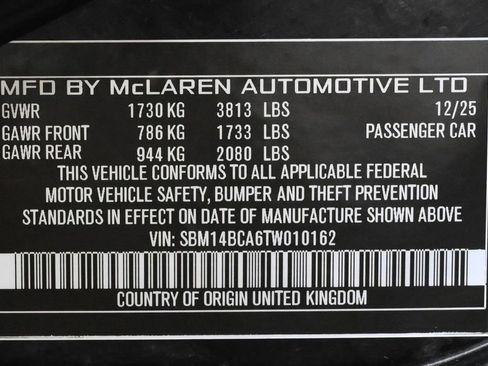 MFD BY McLAREN AUTOMOTIVE LTD
GVWR 1730 KG 3813 LBS 12/25
GAWR FRONT 786 KG 1733 LBS PASSENGER CAR
GAWR REAR 944 KG 2080 LBS
THIS VEHICLE CONFORMS TO ALL APPLICABLE FEDERAL
MOTOR VEHICLE SAFETY, BUMPER AND THEFT PREVENTION
STANDARDS IN EFFECT ON DATE OF MANUFACTURE SHOWN ABOVE
VIN: SBM14BCA6TW010162
COUNTRY OF ORIGIN UNITED KINGDOM